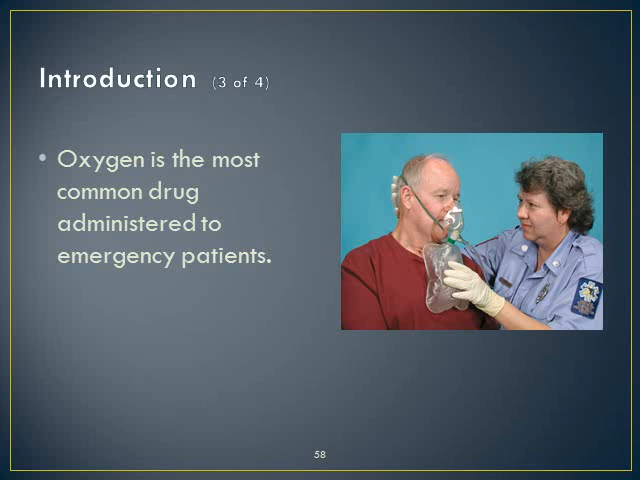 Introduction (3 of 4)
• Oxygen is the most
common drug
administered to
emergency patients.
58